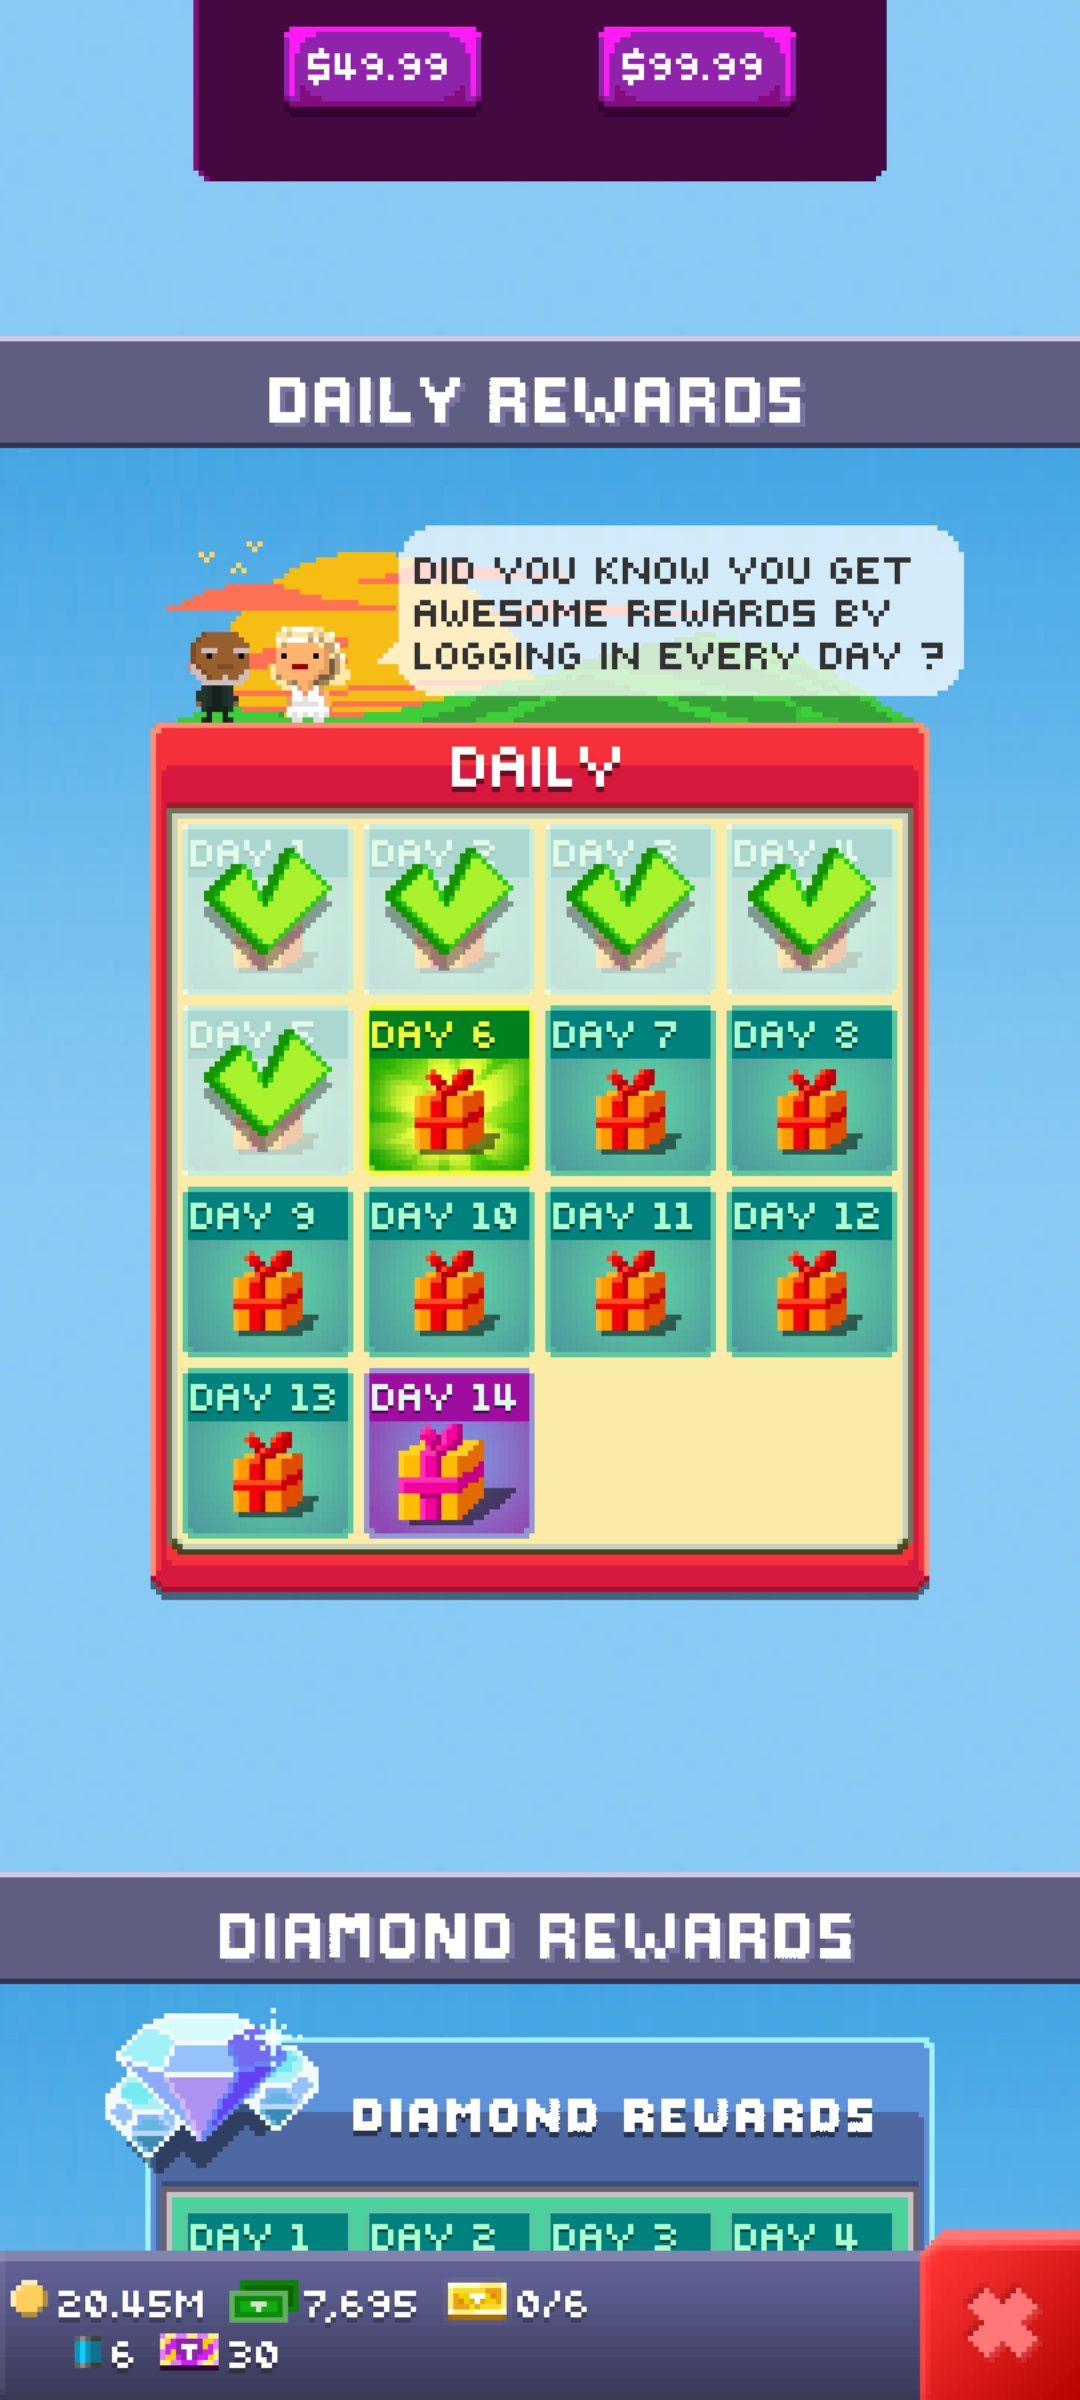 $49.99 $99.99
DAILY REWARDS
DID YOU KNOW YOU GET
AWESOME REWARDS BY
LOGGING IN EVERY DAY ?
DAILY
DAY 1 DAY 2 DAY 3 DAY 4
DAY 5 DAY 6 DAY 7 DAY 8
DAY 9 DAY 10 DAY 11 DAY 12
DAY 13 DAY 14
DIAMOND REWARDS
DIAMOND REWARDS
DAY 1 DAY 2 DAY 3 DAY 4
20.45M 7,695 0/6
6 T 30